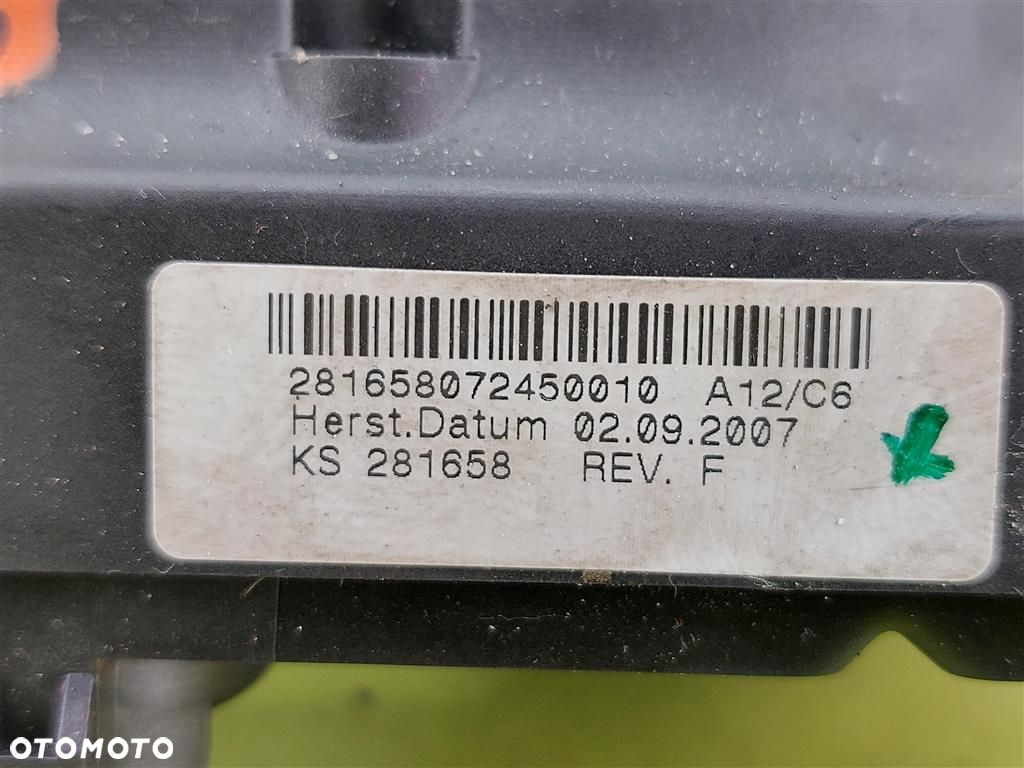 281658072450010 A12/C6
Herst.Datum 02.09.2007
KS 281658 REV. F
OTOMOTO